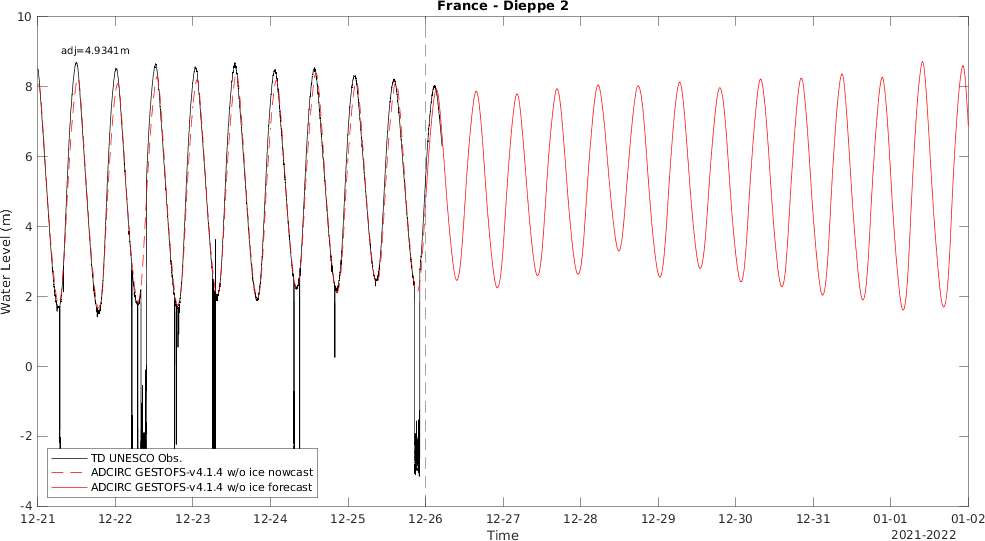 France - Dieppe 2
adj=4.9341m
Water Level (m)
10
8
6
4
2
0
-2
-4
TD UNESCO Obs.
ADCIRC GESTOFS-v4.1.4 w/o ice nowcast
ADCIRC GESTOFS-v4.1.4 w/o ice forecast
12-21 12-22 12-23 12-24 12-25 12-26 12-27 12-28 12-29 12-30 12-31 01-01 01-02
Time
2021-2022